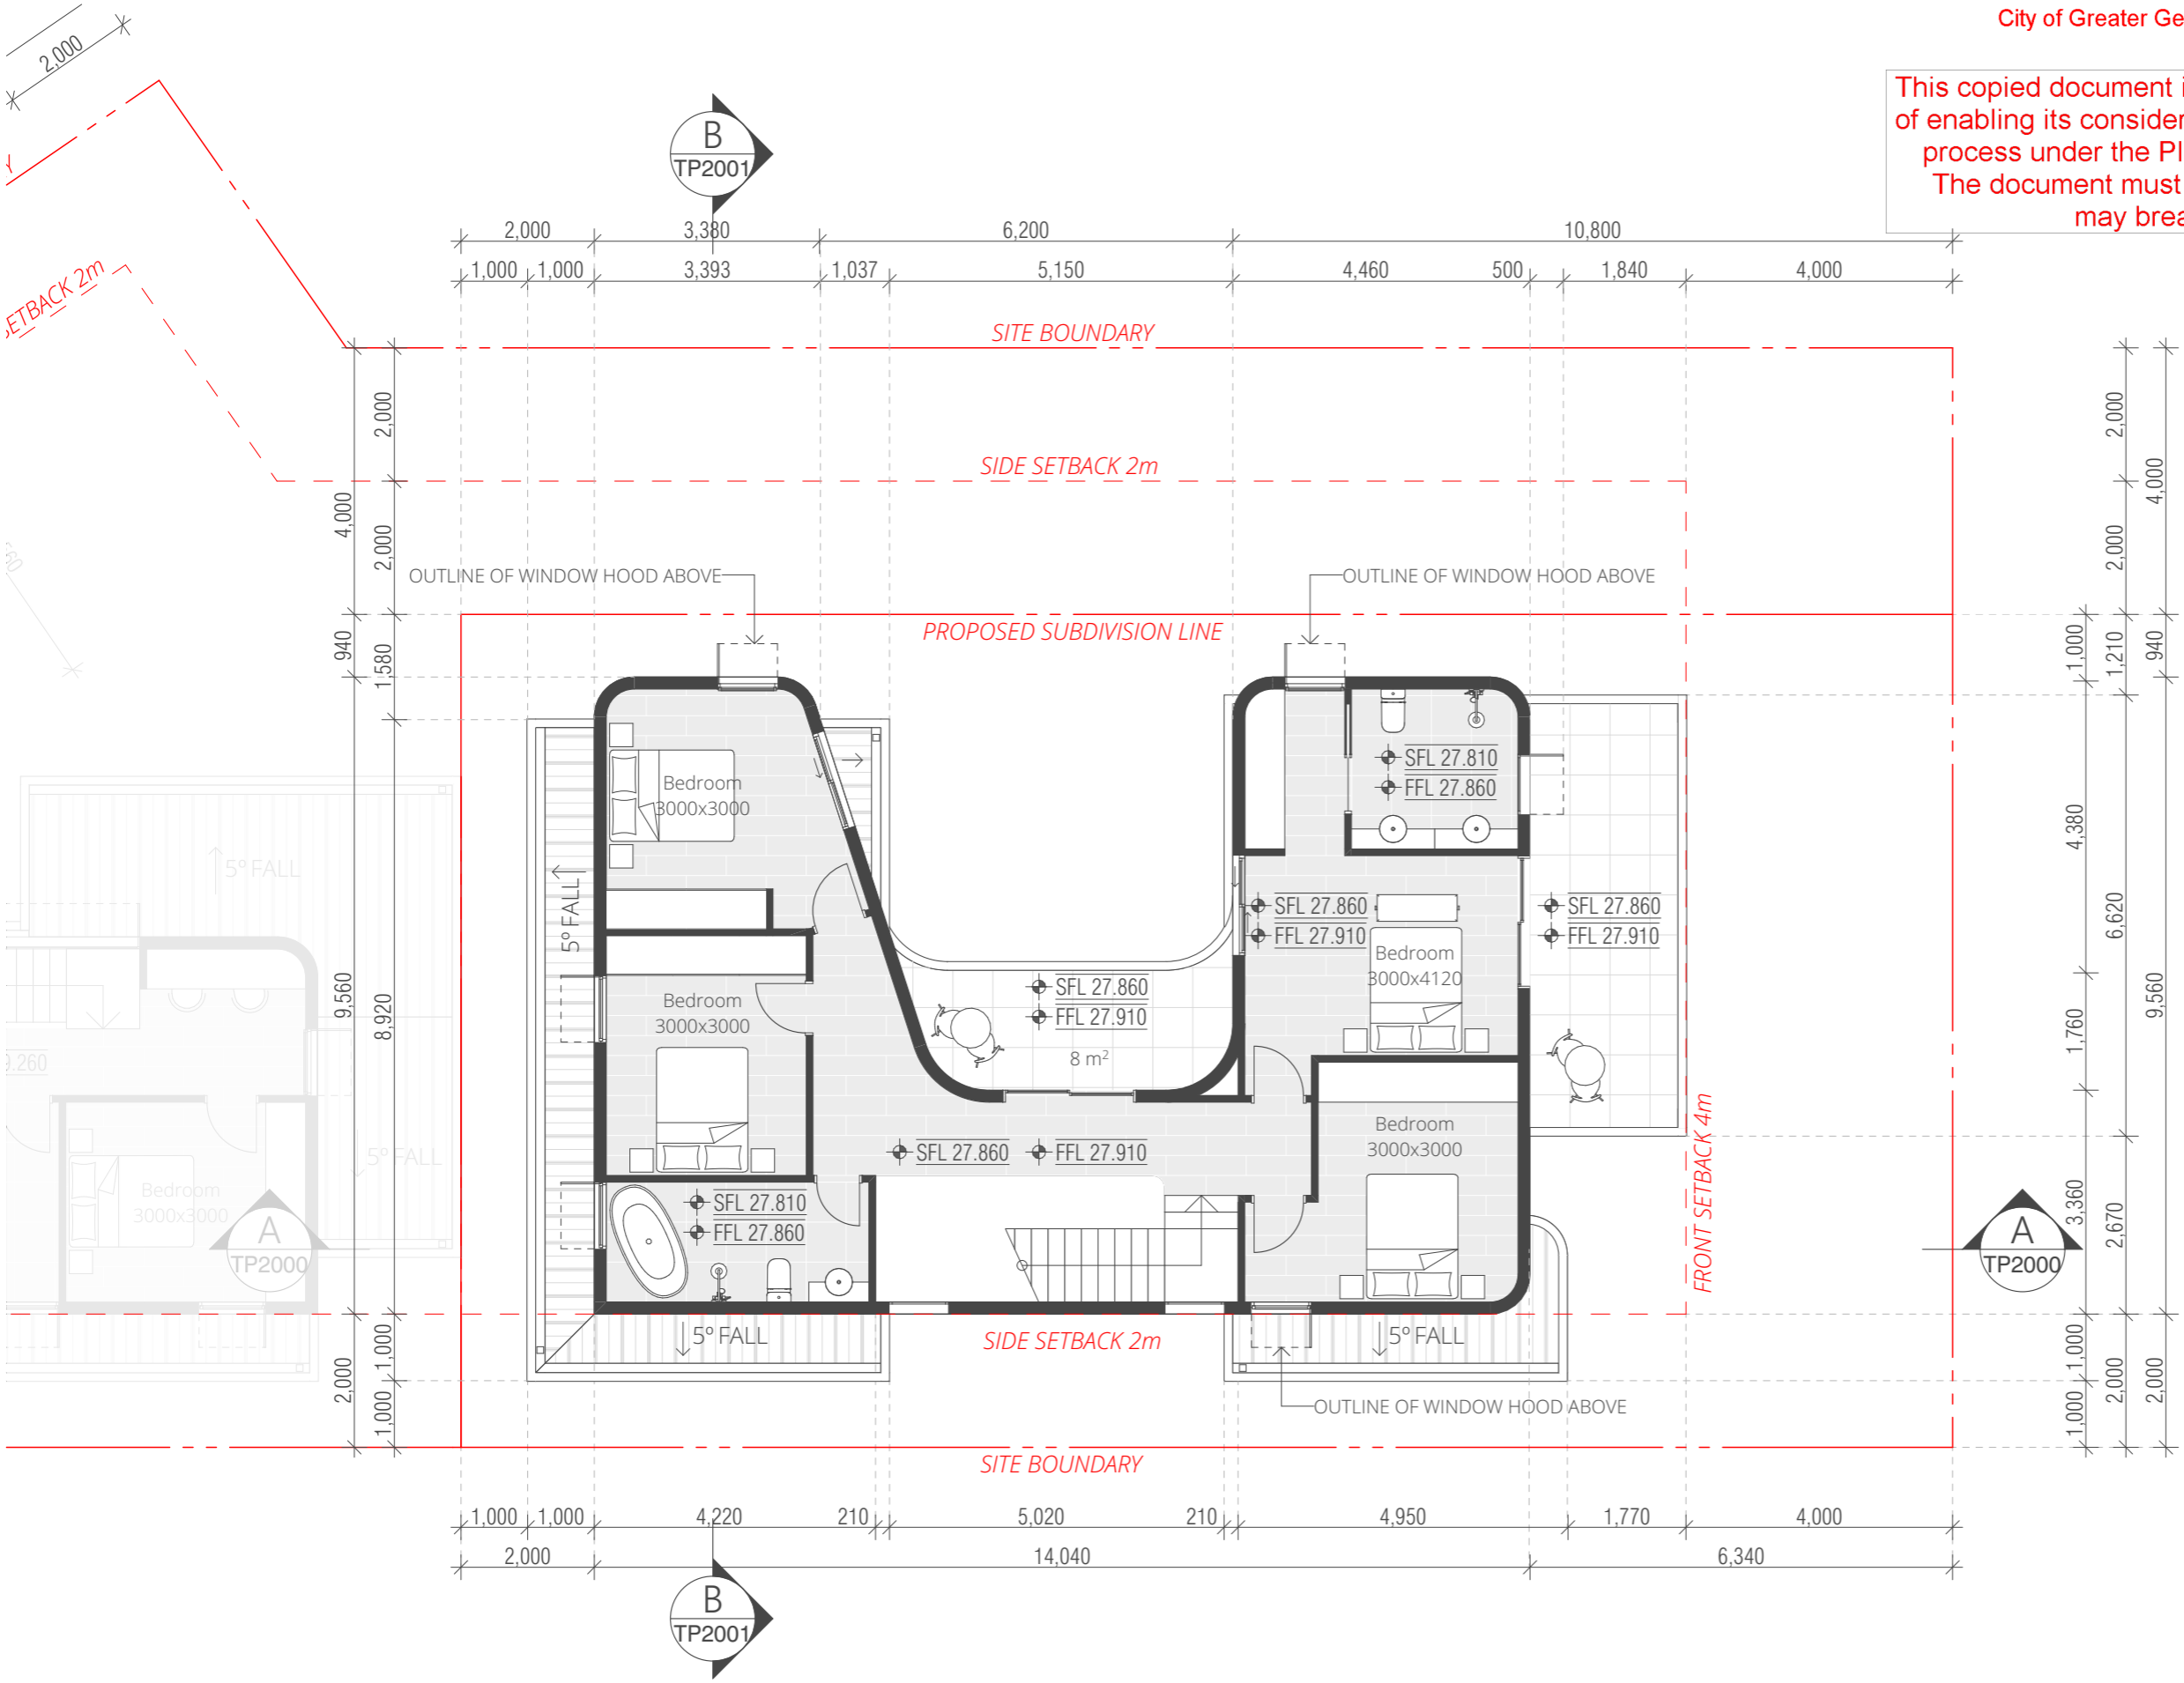 City of Greater Ge
This copied document i
of enabling its consider
process under the Pl
The document must
may brea
2,000
B
TP2001
2,000 3,380 6,200 10,800
1,000 1,000 3,393 1,037 5,150 4,460 500 1,840 4,000
SETBACK 2m
SITE BOUNDARY
2,000
2,000
4,000
SIDE SETBACK 2m
4,000
2,000
2,000
OUTLINE OF WINDOW HOOD ABOVE
OUTLINE OF WINDOW HOOD ABOVE
PROPOSED SUBDIVISION LINE
940
1,580
1,000
1,210
940
Bedroom
3000x3000
SFL 27.810
FFL 27.860
4,380
5° FALL
5° FALL
SFL 27.860
FFL 27.910
SFL 27.860
FFL 27.910
6,620
Bedroom
3000x4120
Bedroom
3000x3000
SFL 27.860
FFL 27.910
8 m²
9,560
8,920
1,760
9,560
9.260
Bedroom
3000x3000
SFL 27.860 FFL 27.910
5° FALL
FRONT SETBACK 4m
Bedroom
3000x3000
SFL 27.810
FFL 27.860
3,360
2,670
A
TP2000
A
TP2000
5° FALL
SIDE SETBACK 2m
5° FALL
2,000
1,000
1,000
1,000
1,000
2,000
2,000
OUTLINE OF WINDOW HOOD ABOVE
SITE BOUNDARY
1,000 1,000 4,220 210 5,020 210 4,950 1,770 4,000
2,000 14,040 6,340
B
TP2001